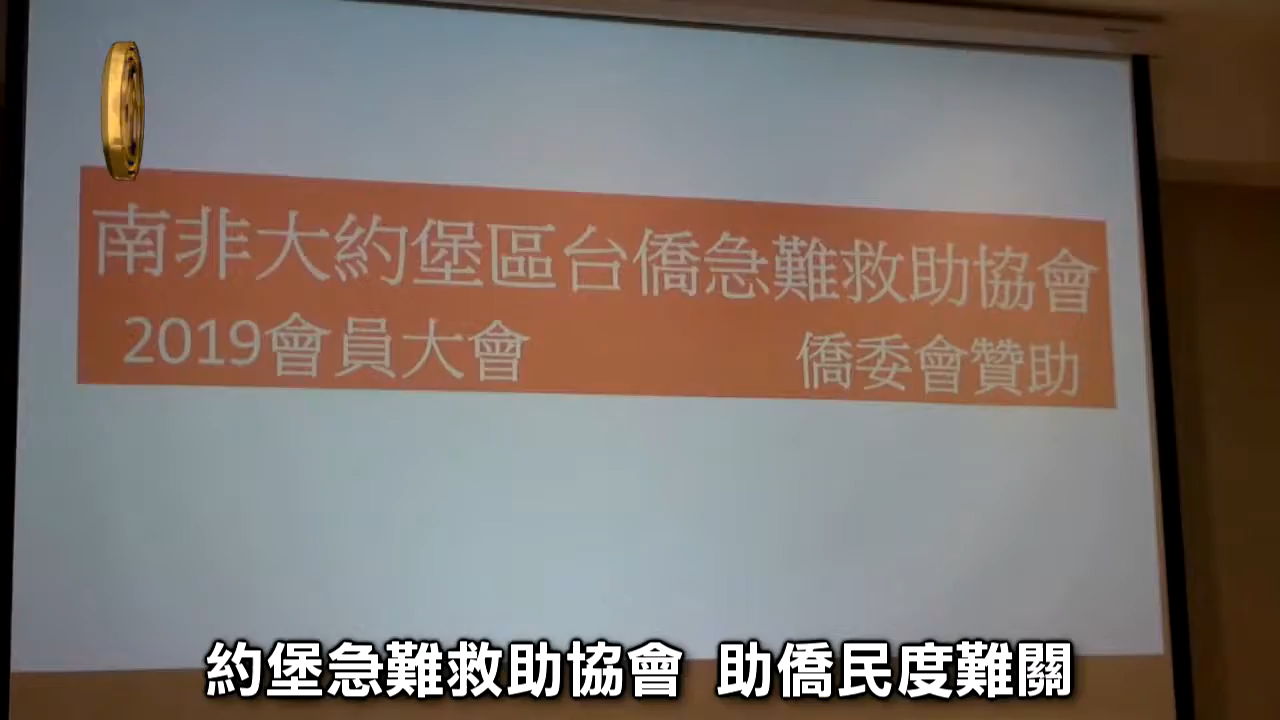 南非大約堡區台僑急難救助協會
2019會員大會 僑委會贊助
約堡急難救助協會 助僑民度難關